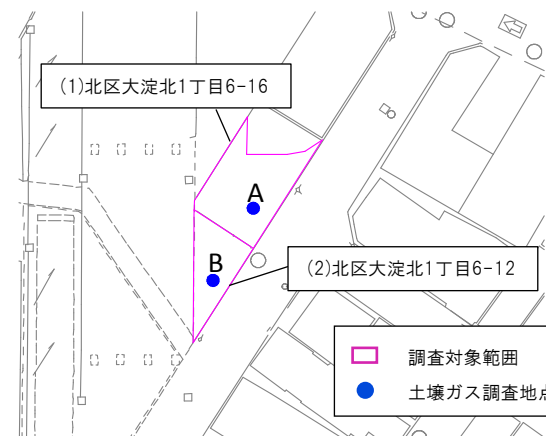 (1)北区大淀北1丁目6-16
A
B
(2)北区大淀北1丁目6-12
調査対象範囲
土壌ガス調査地点